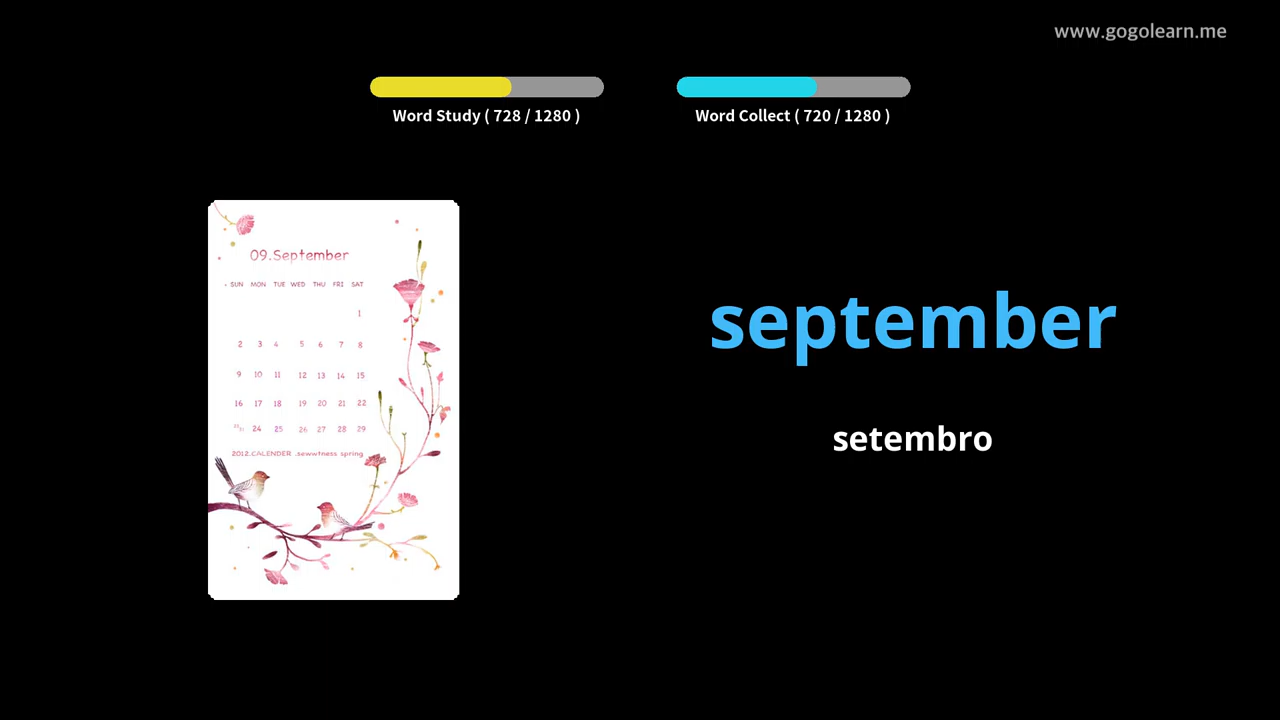 www.gogolearn.me
Word Study ( 728 / 1280 )
Word Collect ( 720 / 1280 )
09.September
SUN MON TUE WED THU FRI SAT
1
2 3 4 5 6 7 8
9 10 11 12 13 14 15
16 17 18 19 20 21 22
24 25 26 27 28 29
2012.CALENDER .sewwtness spring
september
setembro